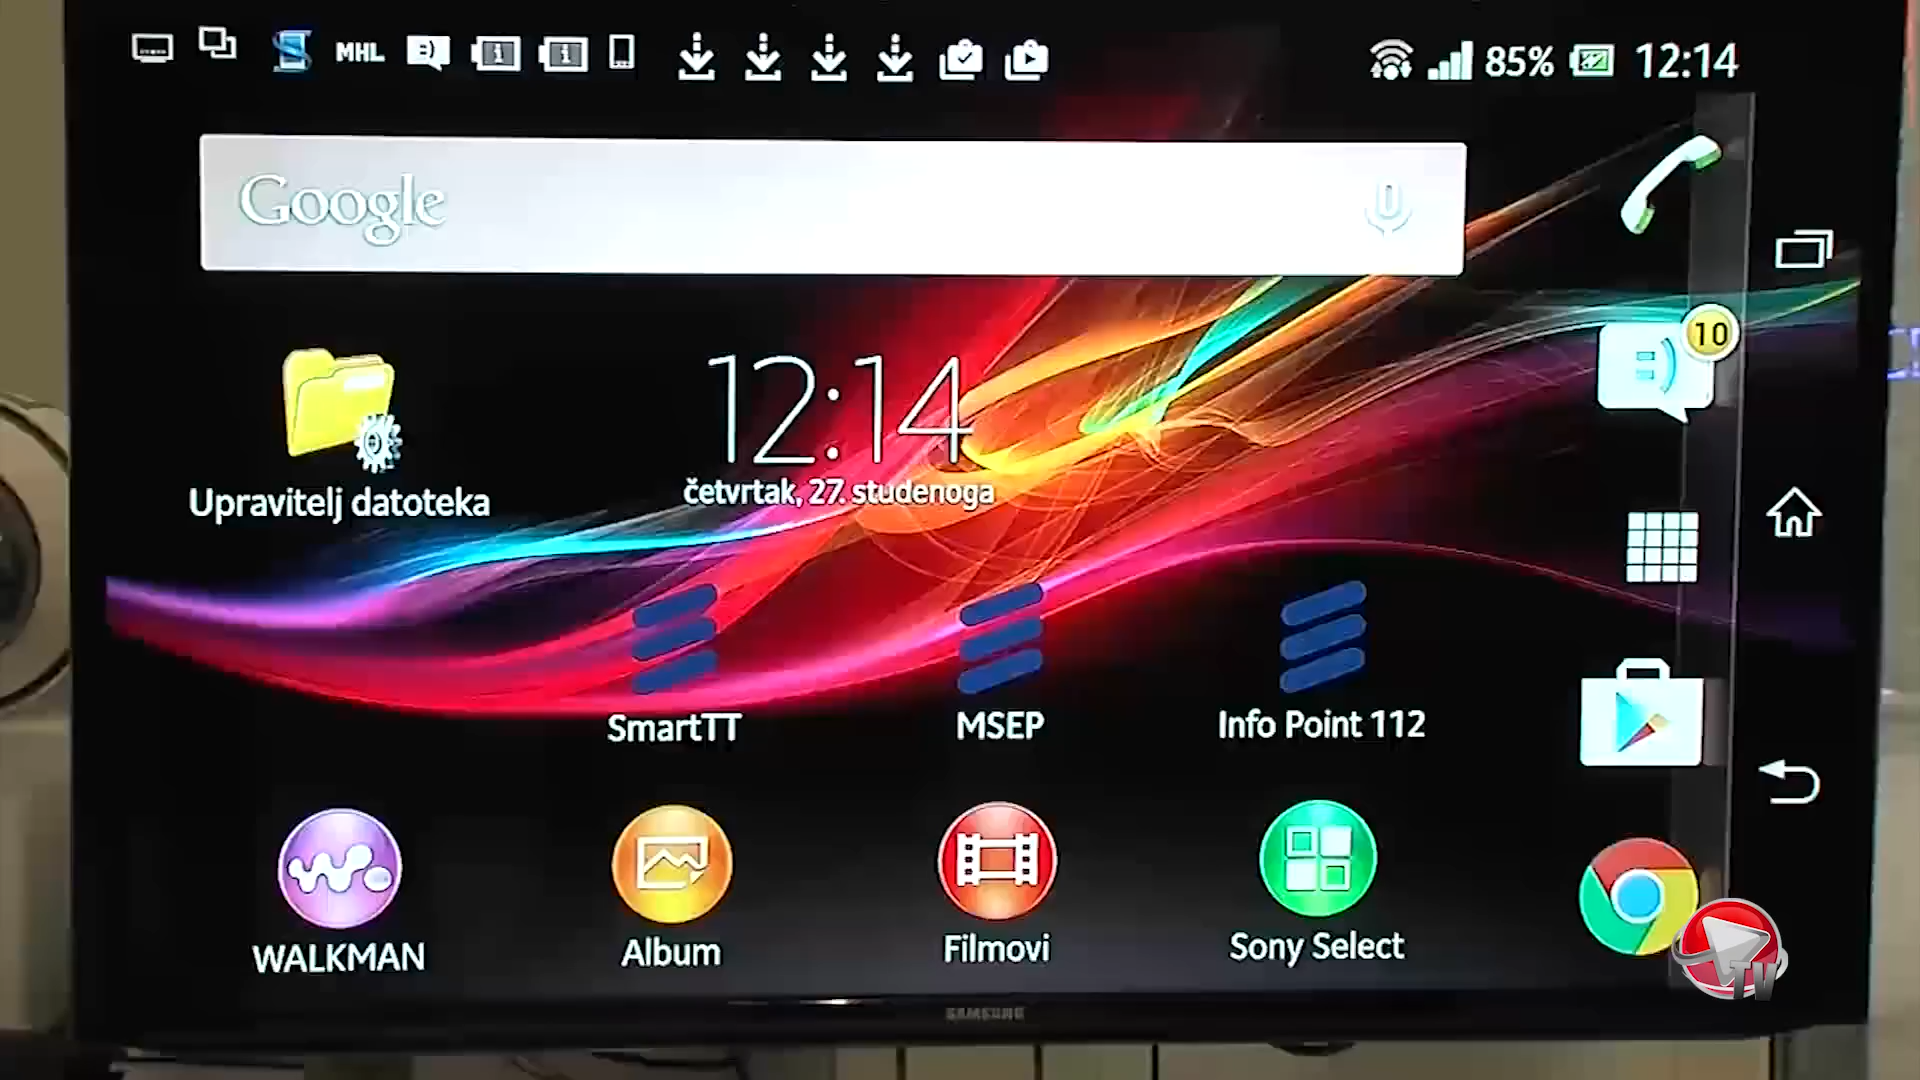 MHL
85% 12:14
Google
10
12:14
četvrtak, 27. studenoga
Upravitelj datoteka
SmartTT
MSEP
Info Point 112
WALKMAN
Album
Filmovi
Sony Select
TV
SAMSUNG